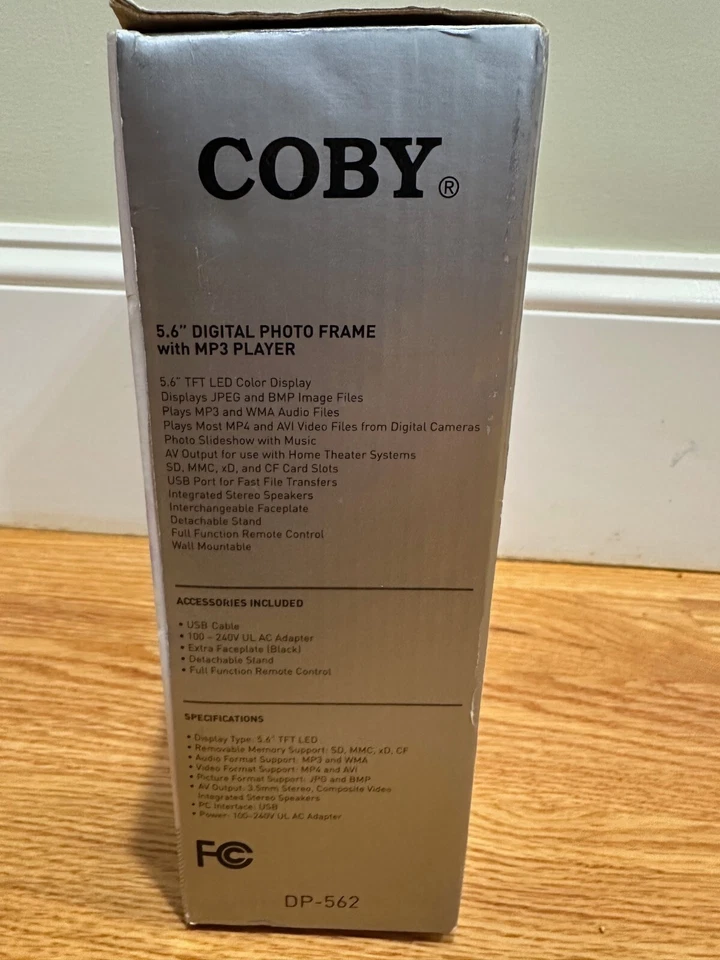 COBY®
5.6" DIGITAL PHOTO FRAME
with MP3 PLAYER
5.6" TFT LED Color Display
Displays JPEG and BMP Image Files
Plays MP3 and WMA Audio Files
Plays Most MP4 and AVI Video Files from Digital Cameras
Photo Slideshow with Music
AV Output for use with Home Theater Systems
SD, MMC, xD, and CF Card Slots
USB Port for Fast File Transfers
Integrated Stereo Speakers
Interchangeable Faceplate
Detachable Stand
Full Function Remote Control
Wall Mountable
ACCESSORIES INCLUDED
• USB Cable
• 100 - 240V UL AC Adapter
• Extra Faceplate (Black)
• Detachable Stand
• Full Function Remote Control
SPECIFICATIONS
• Display Type: 5.6" TFT LED
• Removable Memory Support: SD, MMC, xD, CF
• Audio Format Support: MP3 and WMA
• Video Format Support: MP4 and AVI
• Picture Format Support: JPG and BMP
• AV Output: 3.5mm Stereo, Composite Video
Integrated Stereo Speakers
• PC Interface: USB
• Power: 100-240V UL AC Adapter
FC
DP-562